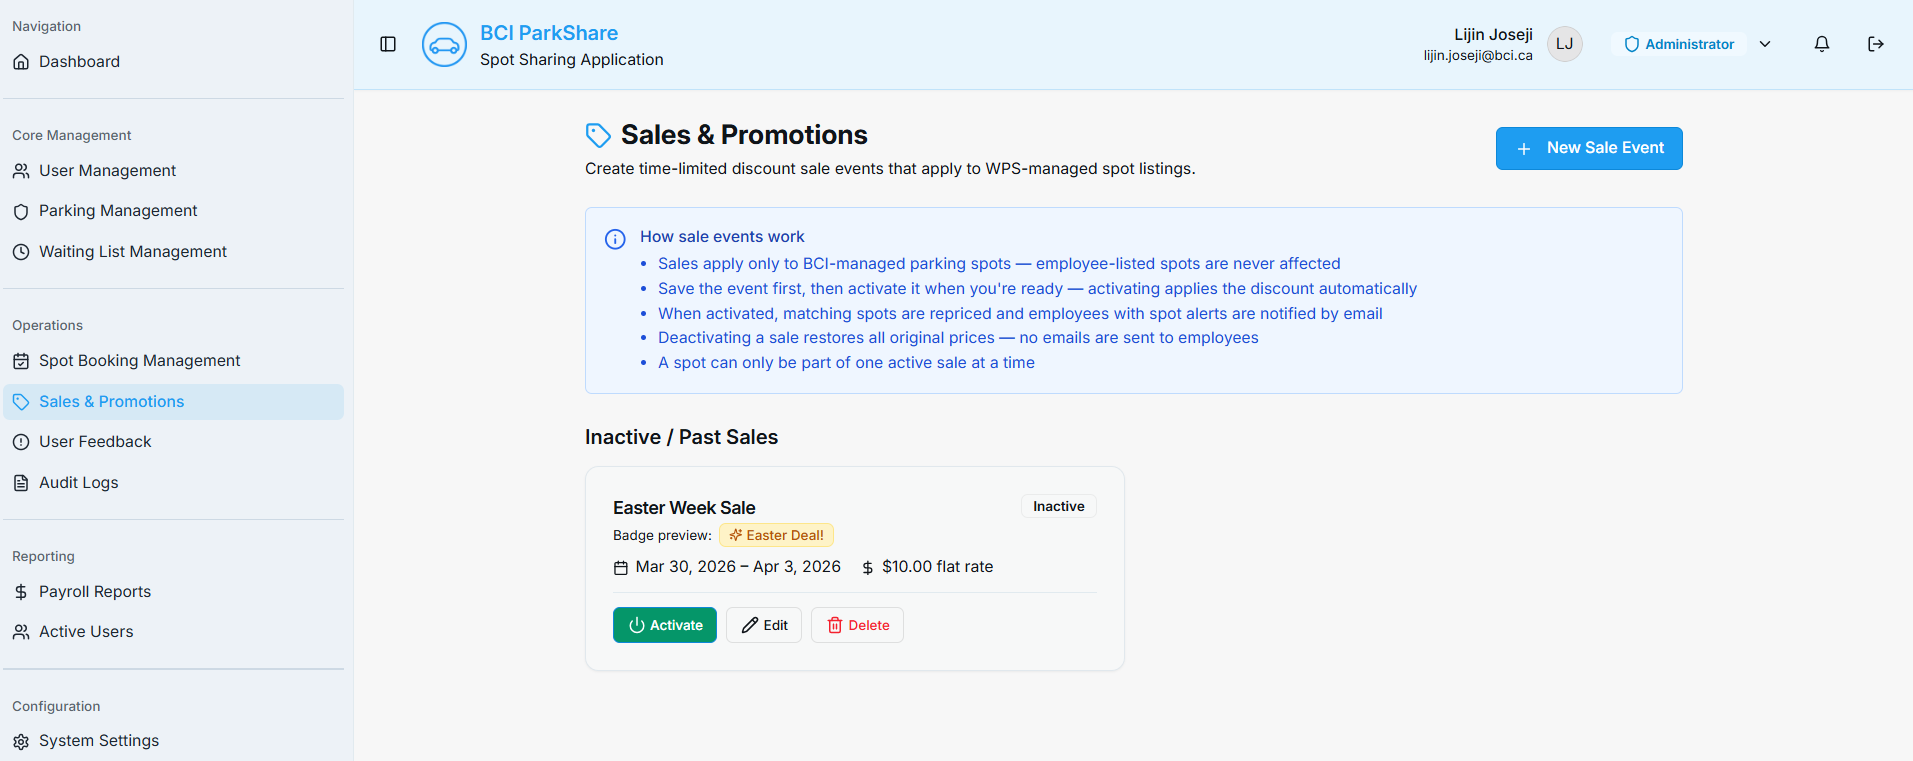 Navigation
Dashboard
Core Management
User Management
Parking Management
Waiting List Management
Operations
Spot Booking Management
Sales & Promotions
User Feedback
Audit Logs
Reporting
Payroll Reports
Active Users
Configuration
System Settings
BCI ParkShare
Spot Sharing Application
Lijin Joseji
lijin.joseji@bci.ca
LJ
Administrator
Sales & Promotions
Create time-limited discount sale events that apply to WPS-managed spot listings.
+ New Sale Event
How sale events work
• Sales apply only to BCI-managed parking spots — employee-listed spots are never affected
• Save the event first, then activate it when you're ready — activating applies the discount automatically
• When activated, matching spots are repriced and employees with spot alerts are notified by email
• Deactivating a sale restores all original prices — no emails are sent to employees
• A spot can only be part of one active sale at a time
Inactive / Past Sales
Easter Week Sale
Inactive
Badge preview: Easter Deal!
Mar 30, 2026 – Apr 3, 2026 $ $10.00 flat rate
Activate Edit Delete